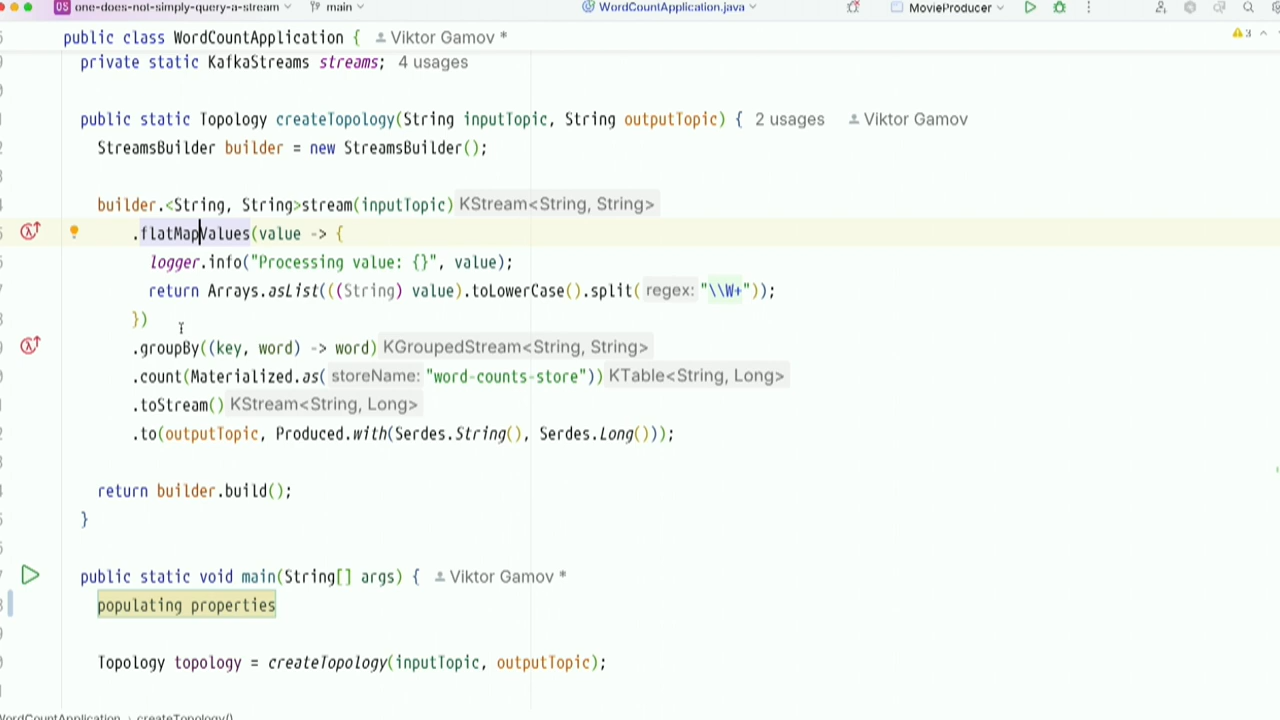 OS one-does-not-simply-query-a-stream main WordCountApplication.java MovieProducer
public class WordCountApplication { Viktor Gamov * 3
private static KafkaStreams streams; 4 usages
public static Topology createTopology(String inputTopic, String outputTopic) { 2 usages Viktor Gamov
StreamsBuilder builder = new StreamsBuilder();
builder.<String, String>stream(inputTopic) KStream<String, String>
.flatMapValues(value -> {
logger.info("Processing value: {}", value);
return Arrays.asList(((String) value).toLowerCase().split( regex: "\\W+"));
})
.groupBy((key, word) -> word) KGroupedStream<String, String>
.count(Materialized.as( storeName: "word-counts-store")) KTable<String, Long>
.toStream() KStream<String, Long>
.to(outputTopic, Produced.with(Serdes.String(), Serdes.Long()));
return builder.build();
}
public static void main(String[] args) { Viktor Gamov *
populating properties
Topology topology = createTopology(inputTopic, outputTopic);
WordCountApplication > createTopology()